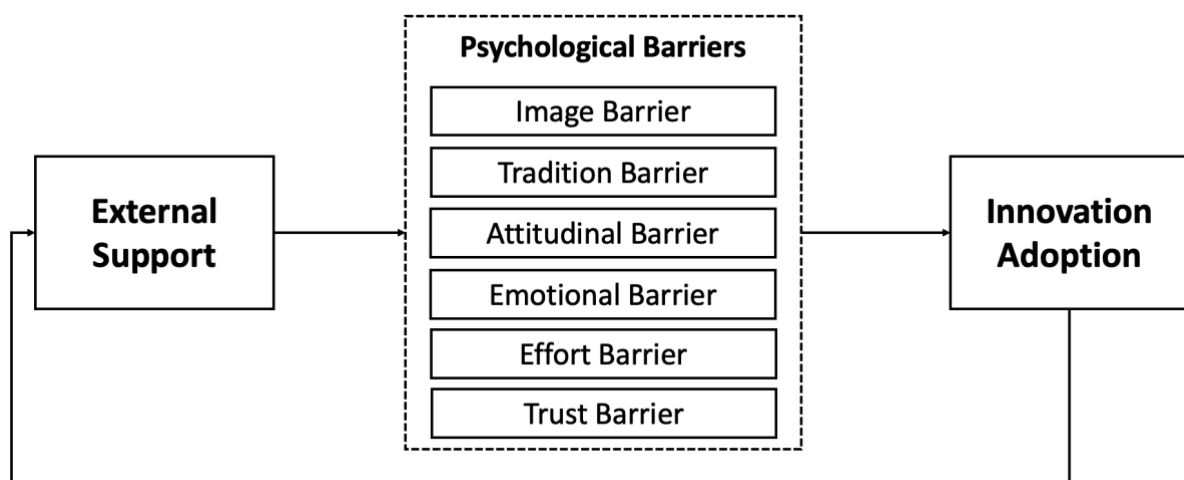 Psychological Barriers
Image Barrier
Tradition Barrier
Attitudinal Barrier
Emotional Barrier
Effort Barrier
Trust Barrier
External
Support
Innovation
Adoption